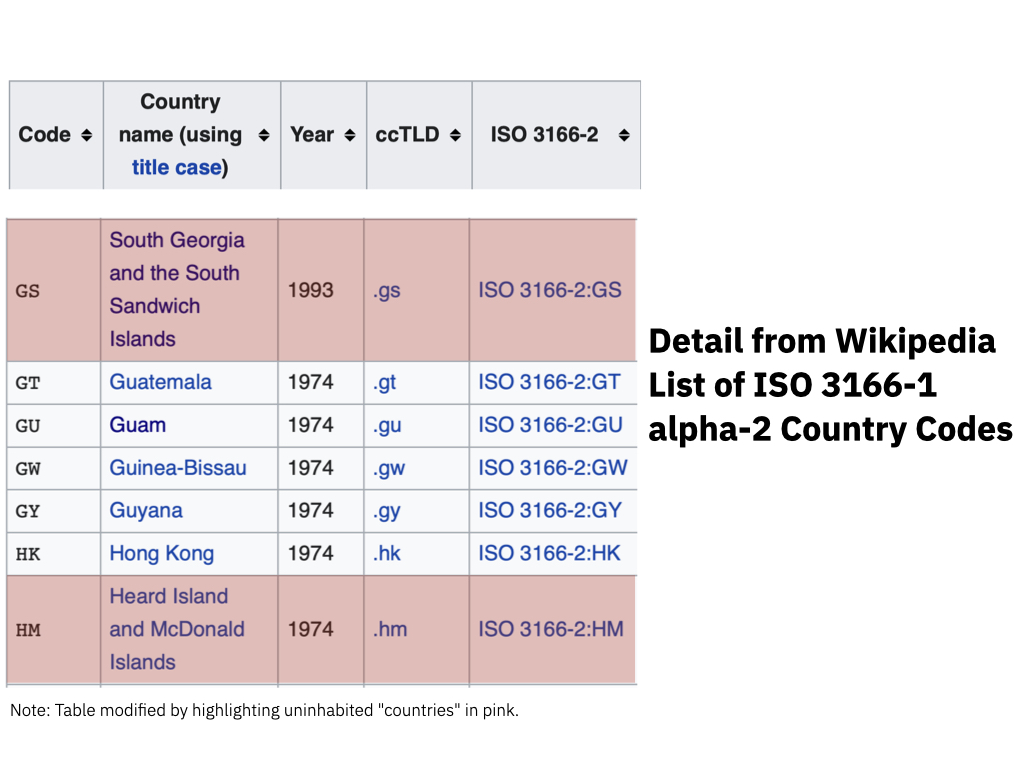 Code
Country
name (using
title case)
Year
ccTLD
ISO 3166-2
GS
South Georgia
and the South
Sandwich
Islands
1993
.gs
ISO 3166-2:GS
GT
Guatemala
1974
.gt
ISO 3166-2:GT
GU
Guam
1974
.gu
ISO 3166-2:GU
GW
Guinea-Bissau
1974
.gw
ISO 3166-2:GW
GY
Guyana
1974
.gy
ISO 3166-2:GY
HK
Hong Kong
1974
.hk
ISO 3166-2:HK
HM
Heard Island
and McDonald
Islands
1974
.hm
ISO 3166-2:HM
Detail from Wikipedia
List of ISO 3166-1
alpha-2 Country Codes
Note: Table modified by highlighting uninhabited "countries" in pink.